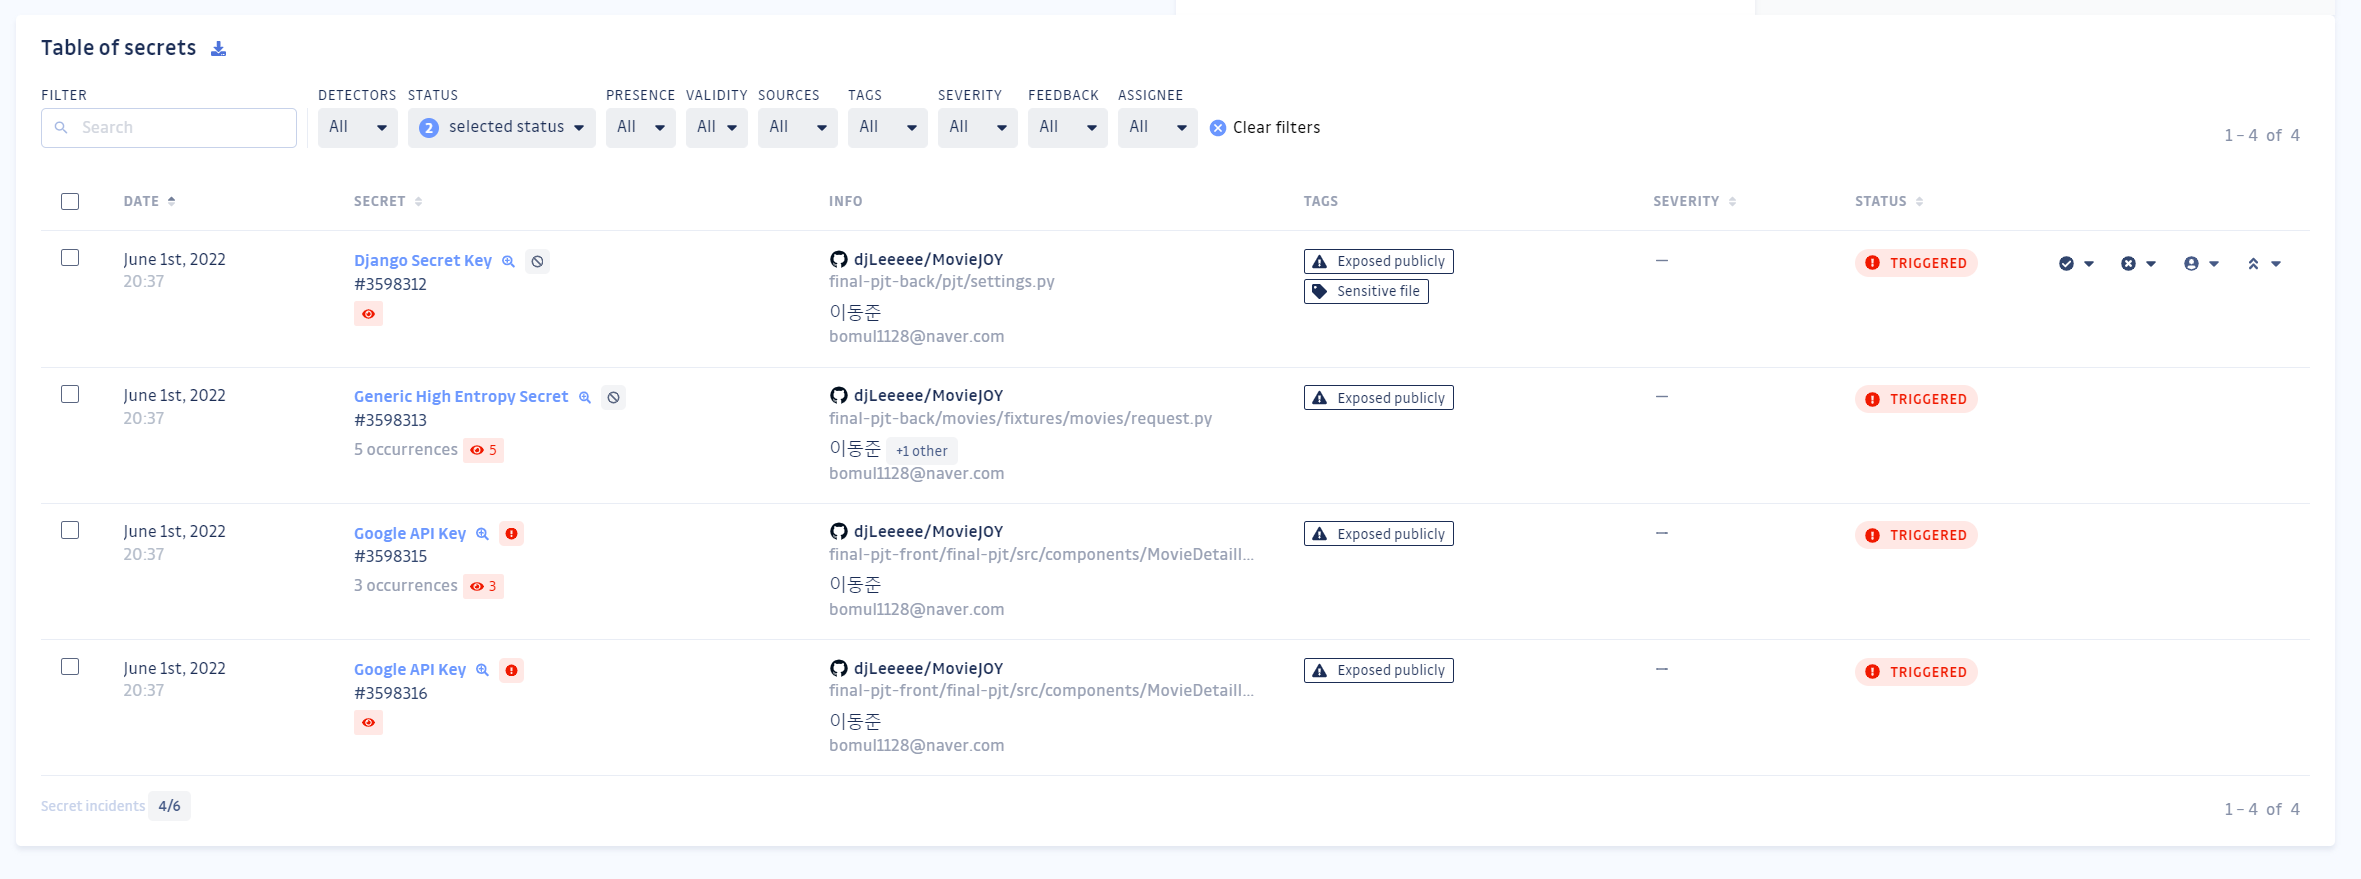 Table of secrets
FILTER DETECTORS STATUS PRESENCE VALIDITY SOURCES TAGS SEVERITY FEEDBACK ASSIGNEE
Search All 2 selected status All All All All All All All Clear filters
1 - 4 of 4
DATE SECRET INFO TAGS SEVERITY STATUS
June 1st, 2022 Django Secret Key djLeeeee/MovieJOY Exposed publicly — TRIGGERED
20:37 #3598312 final-pjt-back/pjt/settings.py Sensitive file
이동준
bomul1128@naver.com
June 1st, 2022 Generic High Entropy Secret djLeeeee/MovieJOY Exposed publicly — TRIGGERED
20:37 #3598313 final-pjt-back/movies/fixtures/movies/request.py
5 occurrences 5 이동준 +1 other
bomul1128@naver.com
June 1st, 2022 Google API Key djLeeeee/MovieJOY Exposed publicly — TRIGGERED
20:37 #3598315 final-pjt-front/final-pjt/src/components/MovieDetailI...
3 occurrences 3 이동준
bomul1128@naver.com
June 1st, 2022 Google API Key djLeeeee/MovieJOY Exposed publicly — TRIGGERED
20:37 #3598316 final-pjt-front/final-pjt/src/components/MovieDetailI...
이동준
bomul1128@naver.com
Secret incidents 4/6 1 - 4 of 4